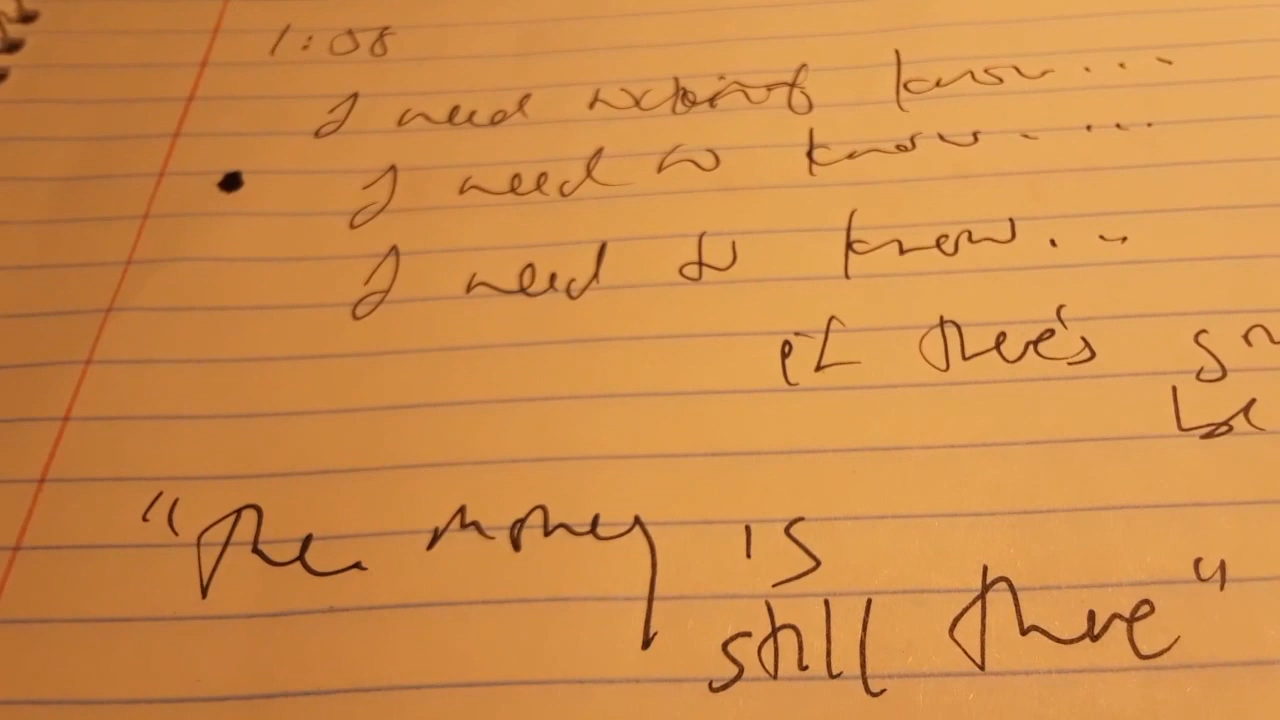 1:08
I need know...
• I need to know....
I need to know...
if there's
"The money is
still there"